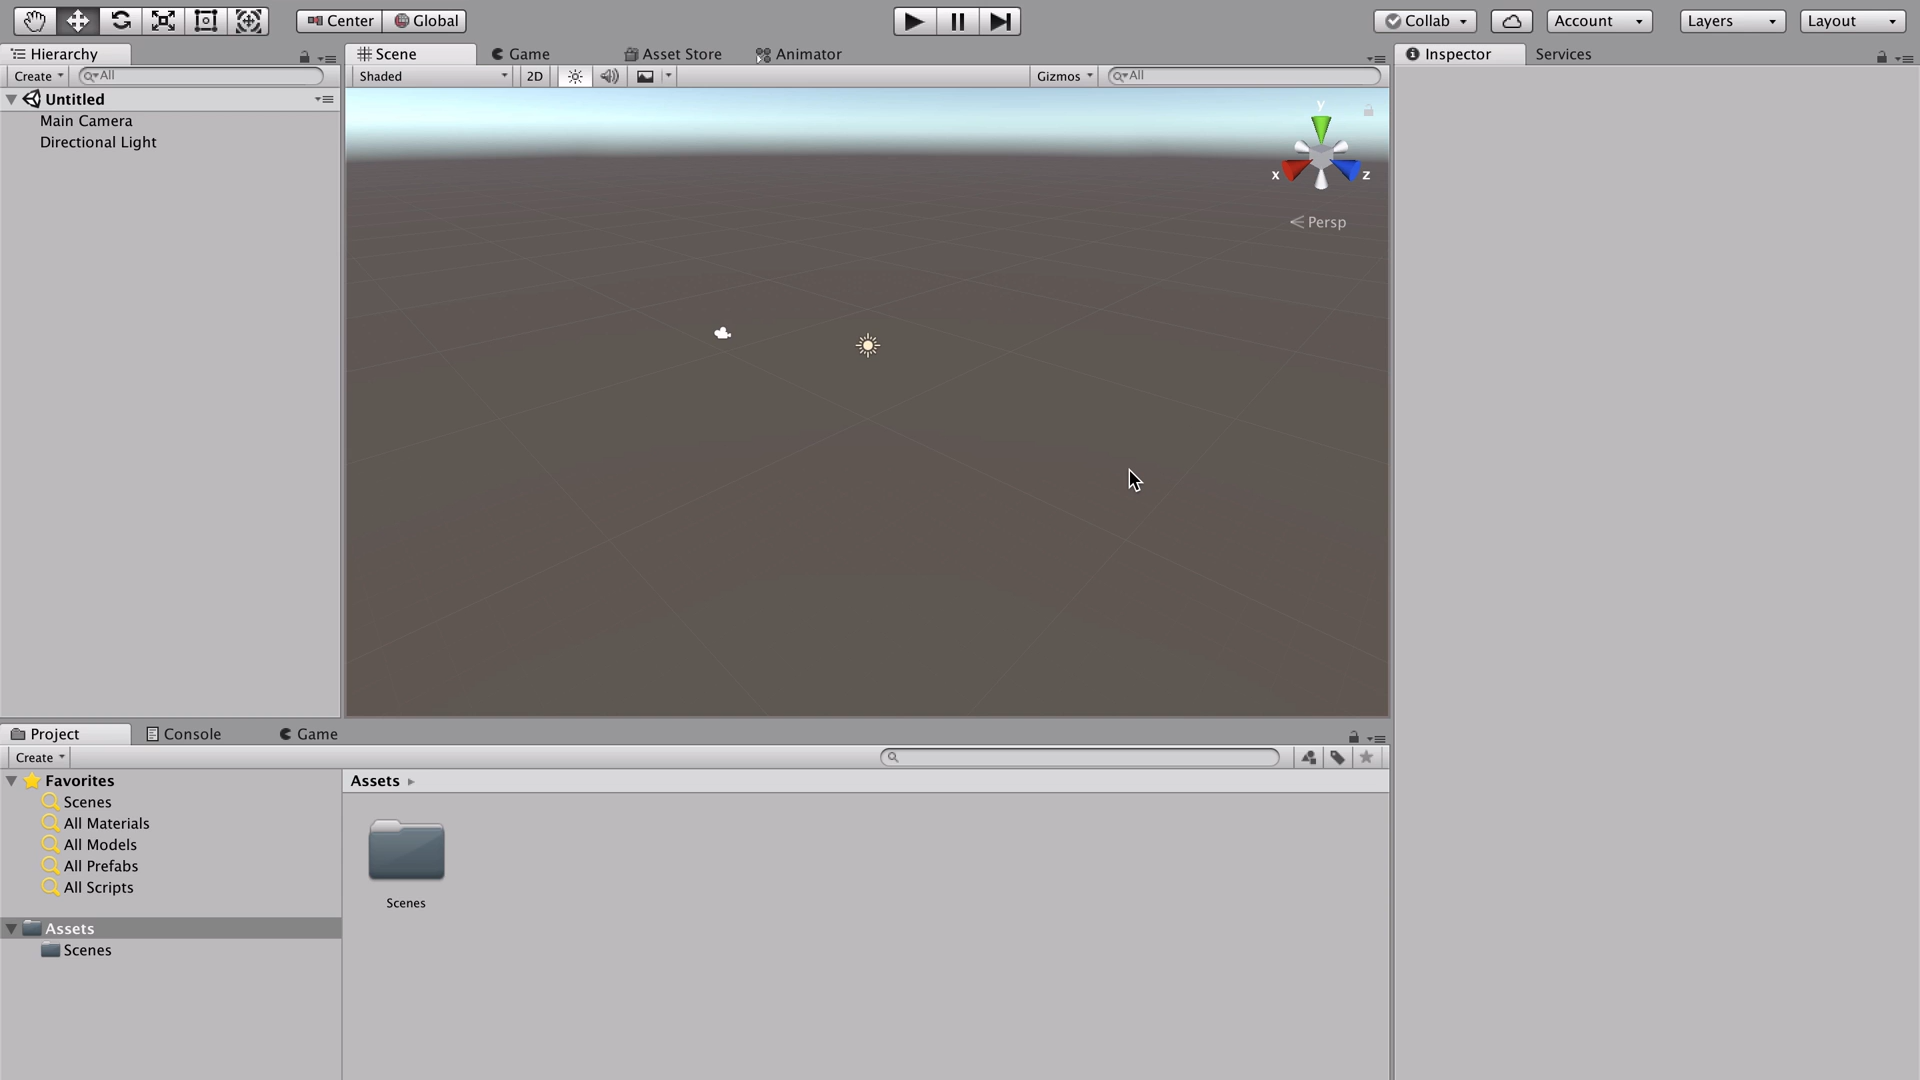 Center Global Collab Account Layers Layout
Hierarchy Scene Game Asset Store Animator Inspector Services
Create All Shaded 2D Gizmos All
Untitled
Main Camera
Directional Light
y
x z
Persp
Project Console Game
Create
Favorites
Scenes
All Materials
All Models
All Prefabs
All Scripts
Assets
Scenes
Assets
Scenes